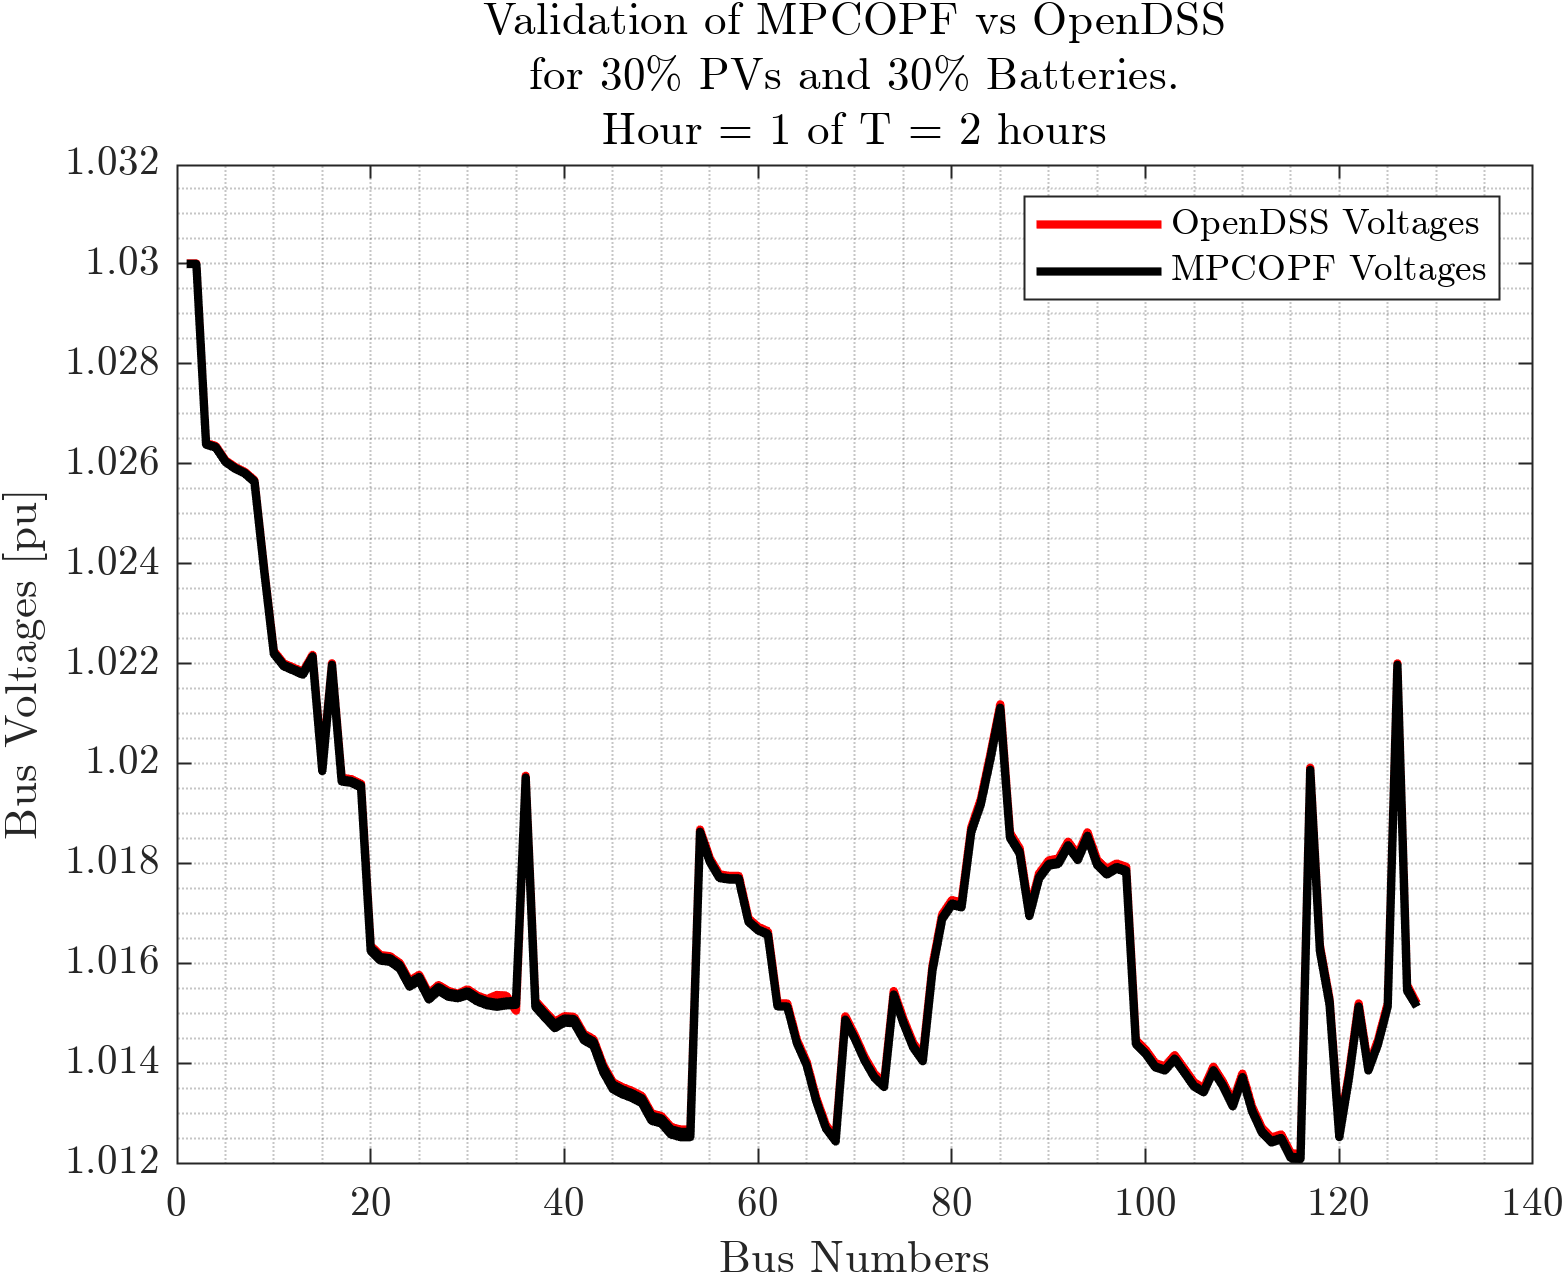 Validation of MPCOPF vs OpenDSS
for 30% PVs and 30% Batteries.
Hour = 1 of T = 2 hours
OpenDSS Voltages
MPCOPF Voltages
Bus Voltages [pu]
1.032
1.03
1.028
1.026
1.024
1.022
1.02
1.018
1.016
1.014
1.012
0 20 40 60 80 100 120 140
Bus Numbers